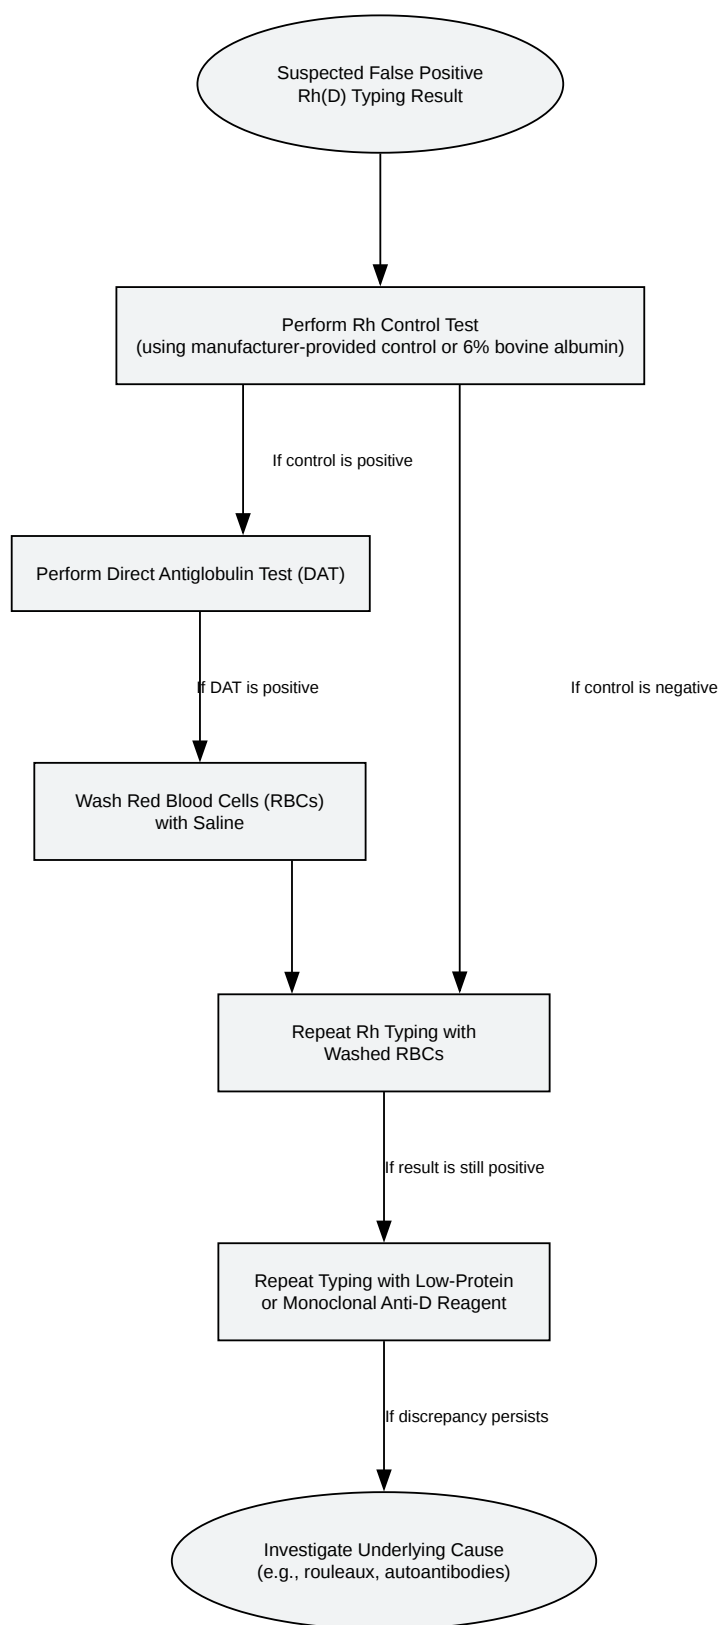 Suspected False Positive
Rh(D) Typing Result
Perform Rh Control Test
(using manufacturer-provided control or 6% bovine albumin)
If control is positive
Perform Direct Antiglobulin Test (DAT)
If DAT is positive
If control is negative
Wash Red Blood Cells (RBCs)
with Saline
Repeat Rh Typing with
Washed RBCs
If result is still positive
Repeat Typing with Low-Protein
or Monoclonal Anti-D Reagent
If discrepancy persists
Investigate Underlying Cause
(e.g., rouleaux, autoantibodies)